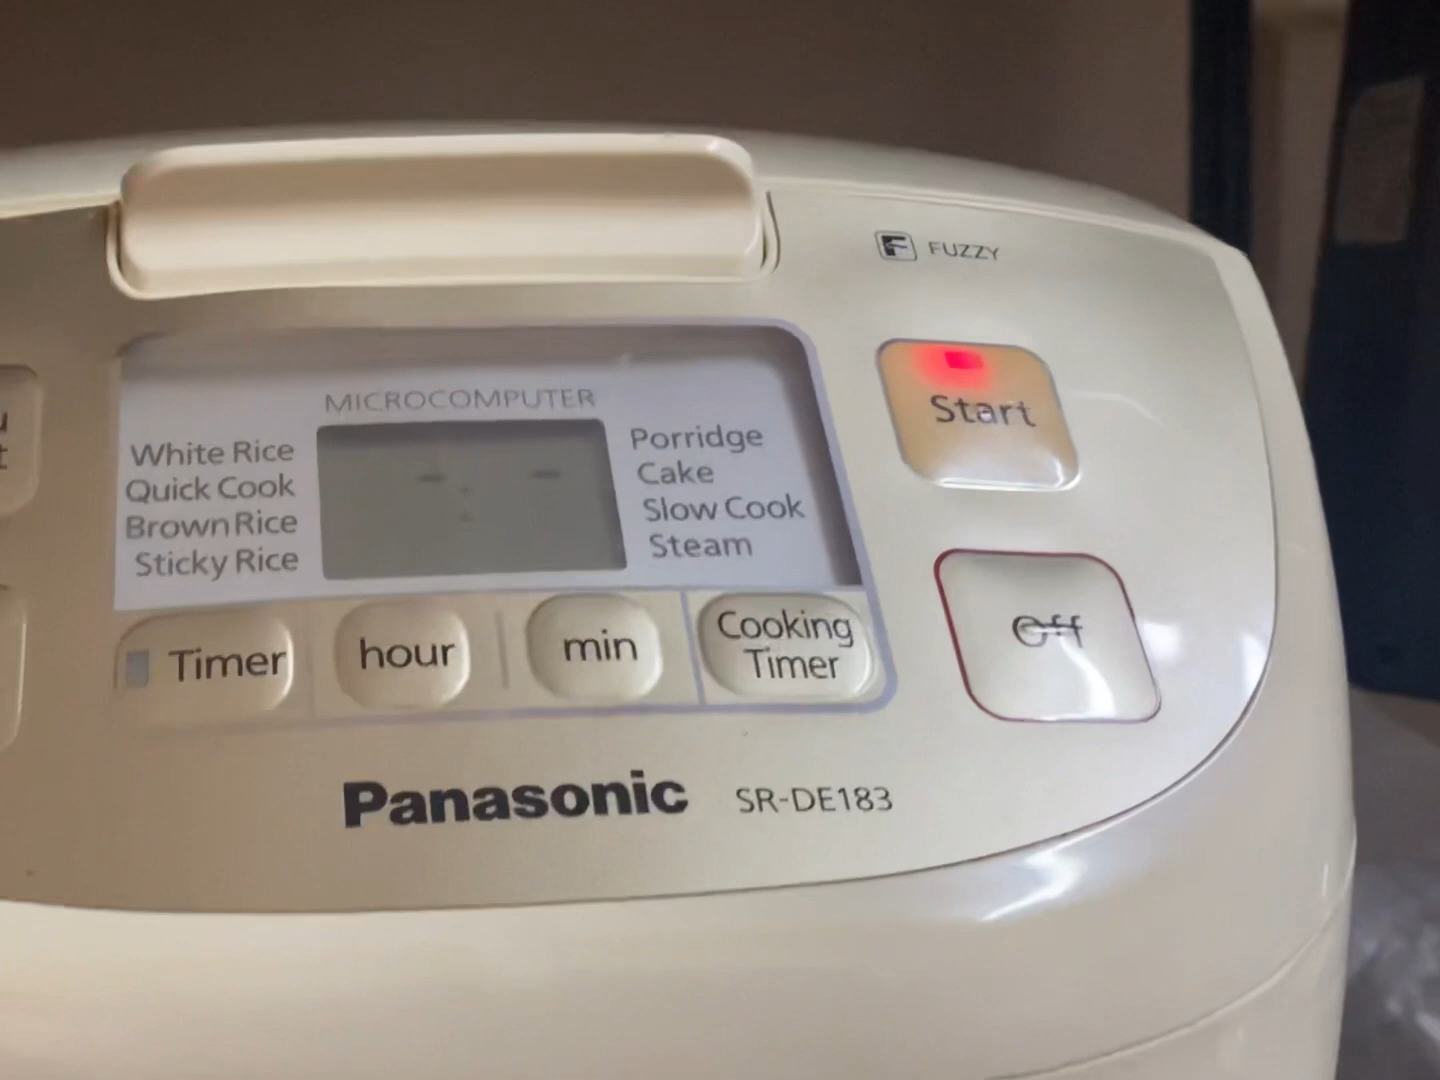 FUZZY
Start
MICROCOMPUTER
White Rice
Quick Cook
Brown Rice
Sticky Rice
Porridge
Cake
Slow Cook
Steam
Off
Timer
hour
min
Cooking
Timer
Panasonic
SR-DE183